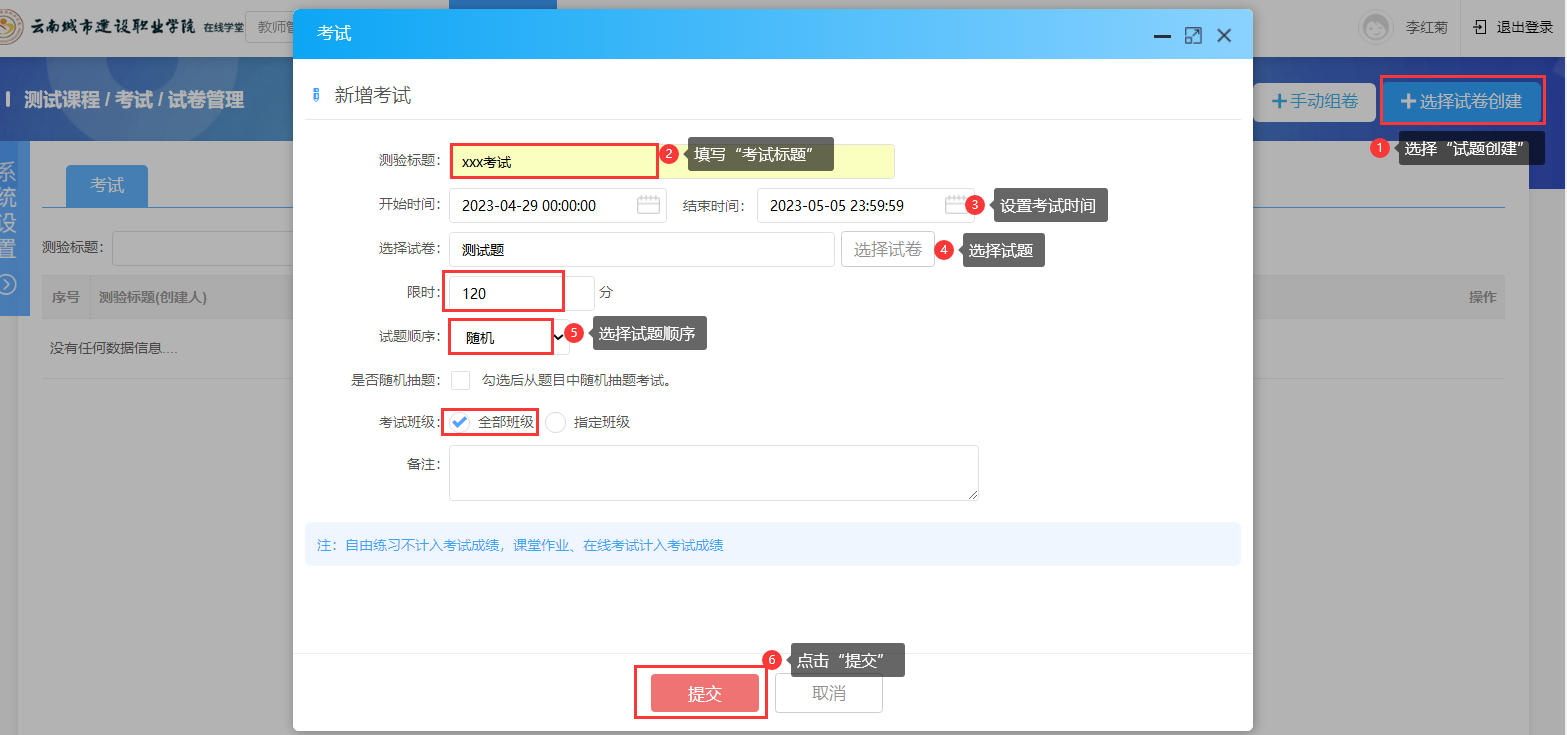 云南城市建设职业学院 在线学堂
教师管
李红菊
退出登录
考试
测试课程 / 考试 / 试卷管理
手动组卷
选择试卷创建
1 选择“试题创建”
系统设置
考试
测验标题：
序号
测验标题(创建人)
操作
没有任何数据信息....
新增考试
测验标题：
xxx考试
2 填写“考试标题”
开始时间：
2023-04-29 00:00:00
结束时间：
2023-05-05 23:59:59
3 设置考试时间
选择试卷：
测试题
选择试卷
4 选择试题
限时：
120
分
试题顺序：
随机
5 选择试题顺序
是否随机抽题：
勾选后从题目中随机抽题考试。
考试班级：
全部班级
指定班级
备注：
注：自由练习不计入考试成绩，课堂作业、在线考试计入考试成绩
6 点击“提交”
提交
取消